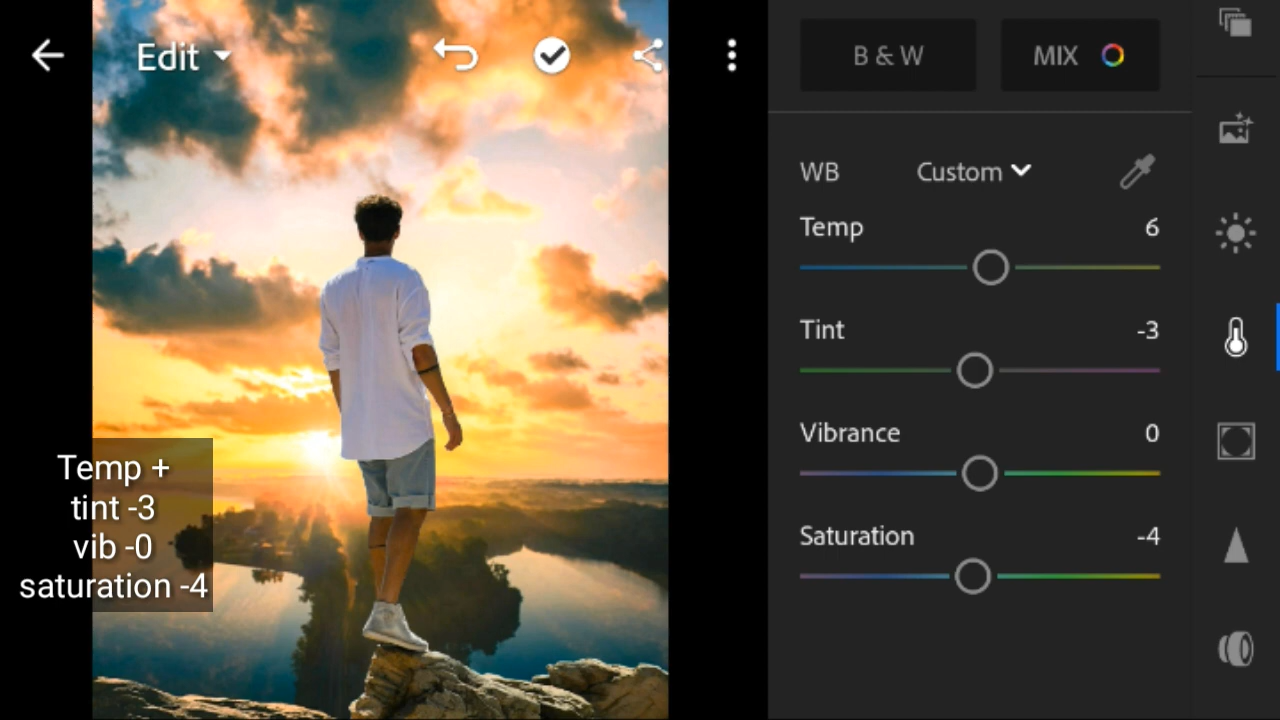 Edit
B & W
MIX
WB
Custom
Temp
6
Tint
-3
Vibrance
0
Saturation
-4
Temp +
tint -3
vib -0
saturation -4